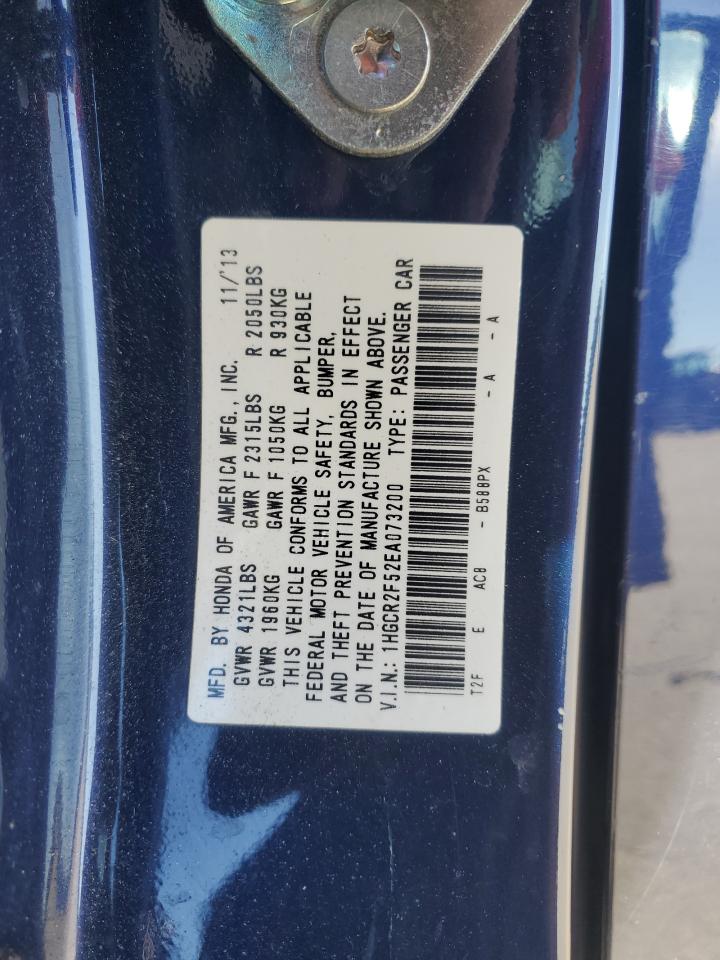 MFD. BY HONDA OF AMERICA MFG., INC. 11/'13
GVWR 4321LBS GAWR F 2315LBS R 2050LBS
GVWR 1960KG GAWR F 1050KG R 930KG
THIS VEHICLE CONFORMS TO ALL APPLICABLE
FEDERAL MOTOR VEHICLE SAFETY, BUMPER,
AND THEFT PREVENTION STANDARDS IN EFFECT
ON THE DATE OF MANUFACTURE SHOWN ABOVE.
V.I.N.: 1HGCR2F52EA073200 TYPE: PASSENGER CAR
T2F E AC8 - B588PX - A - A